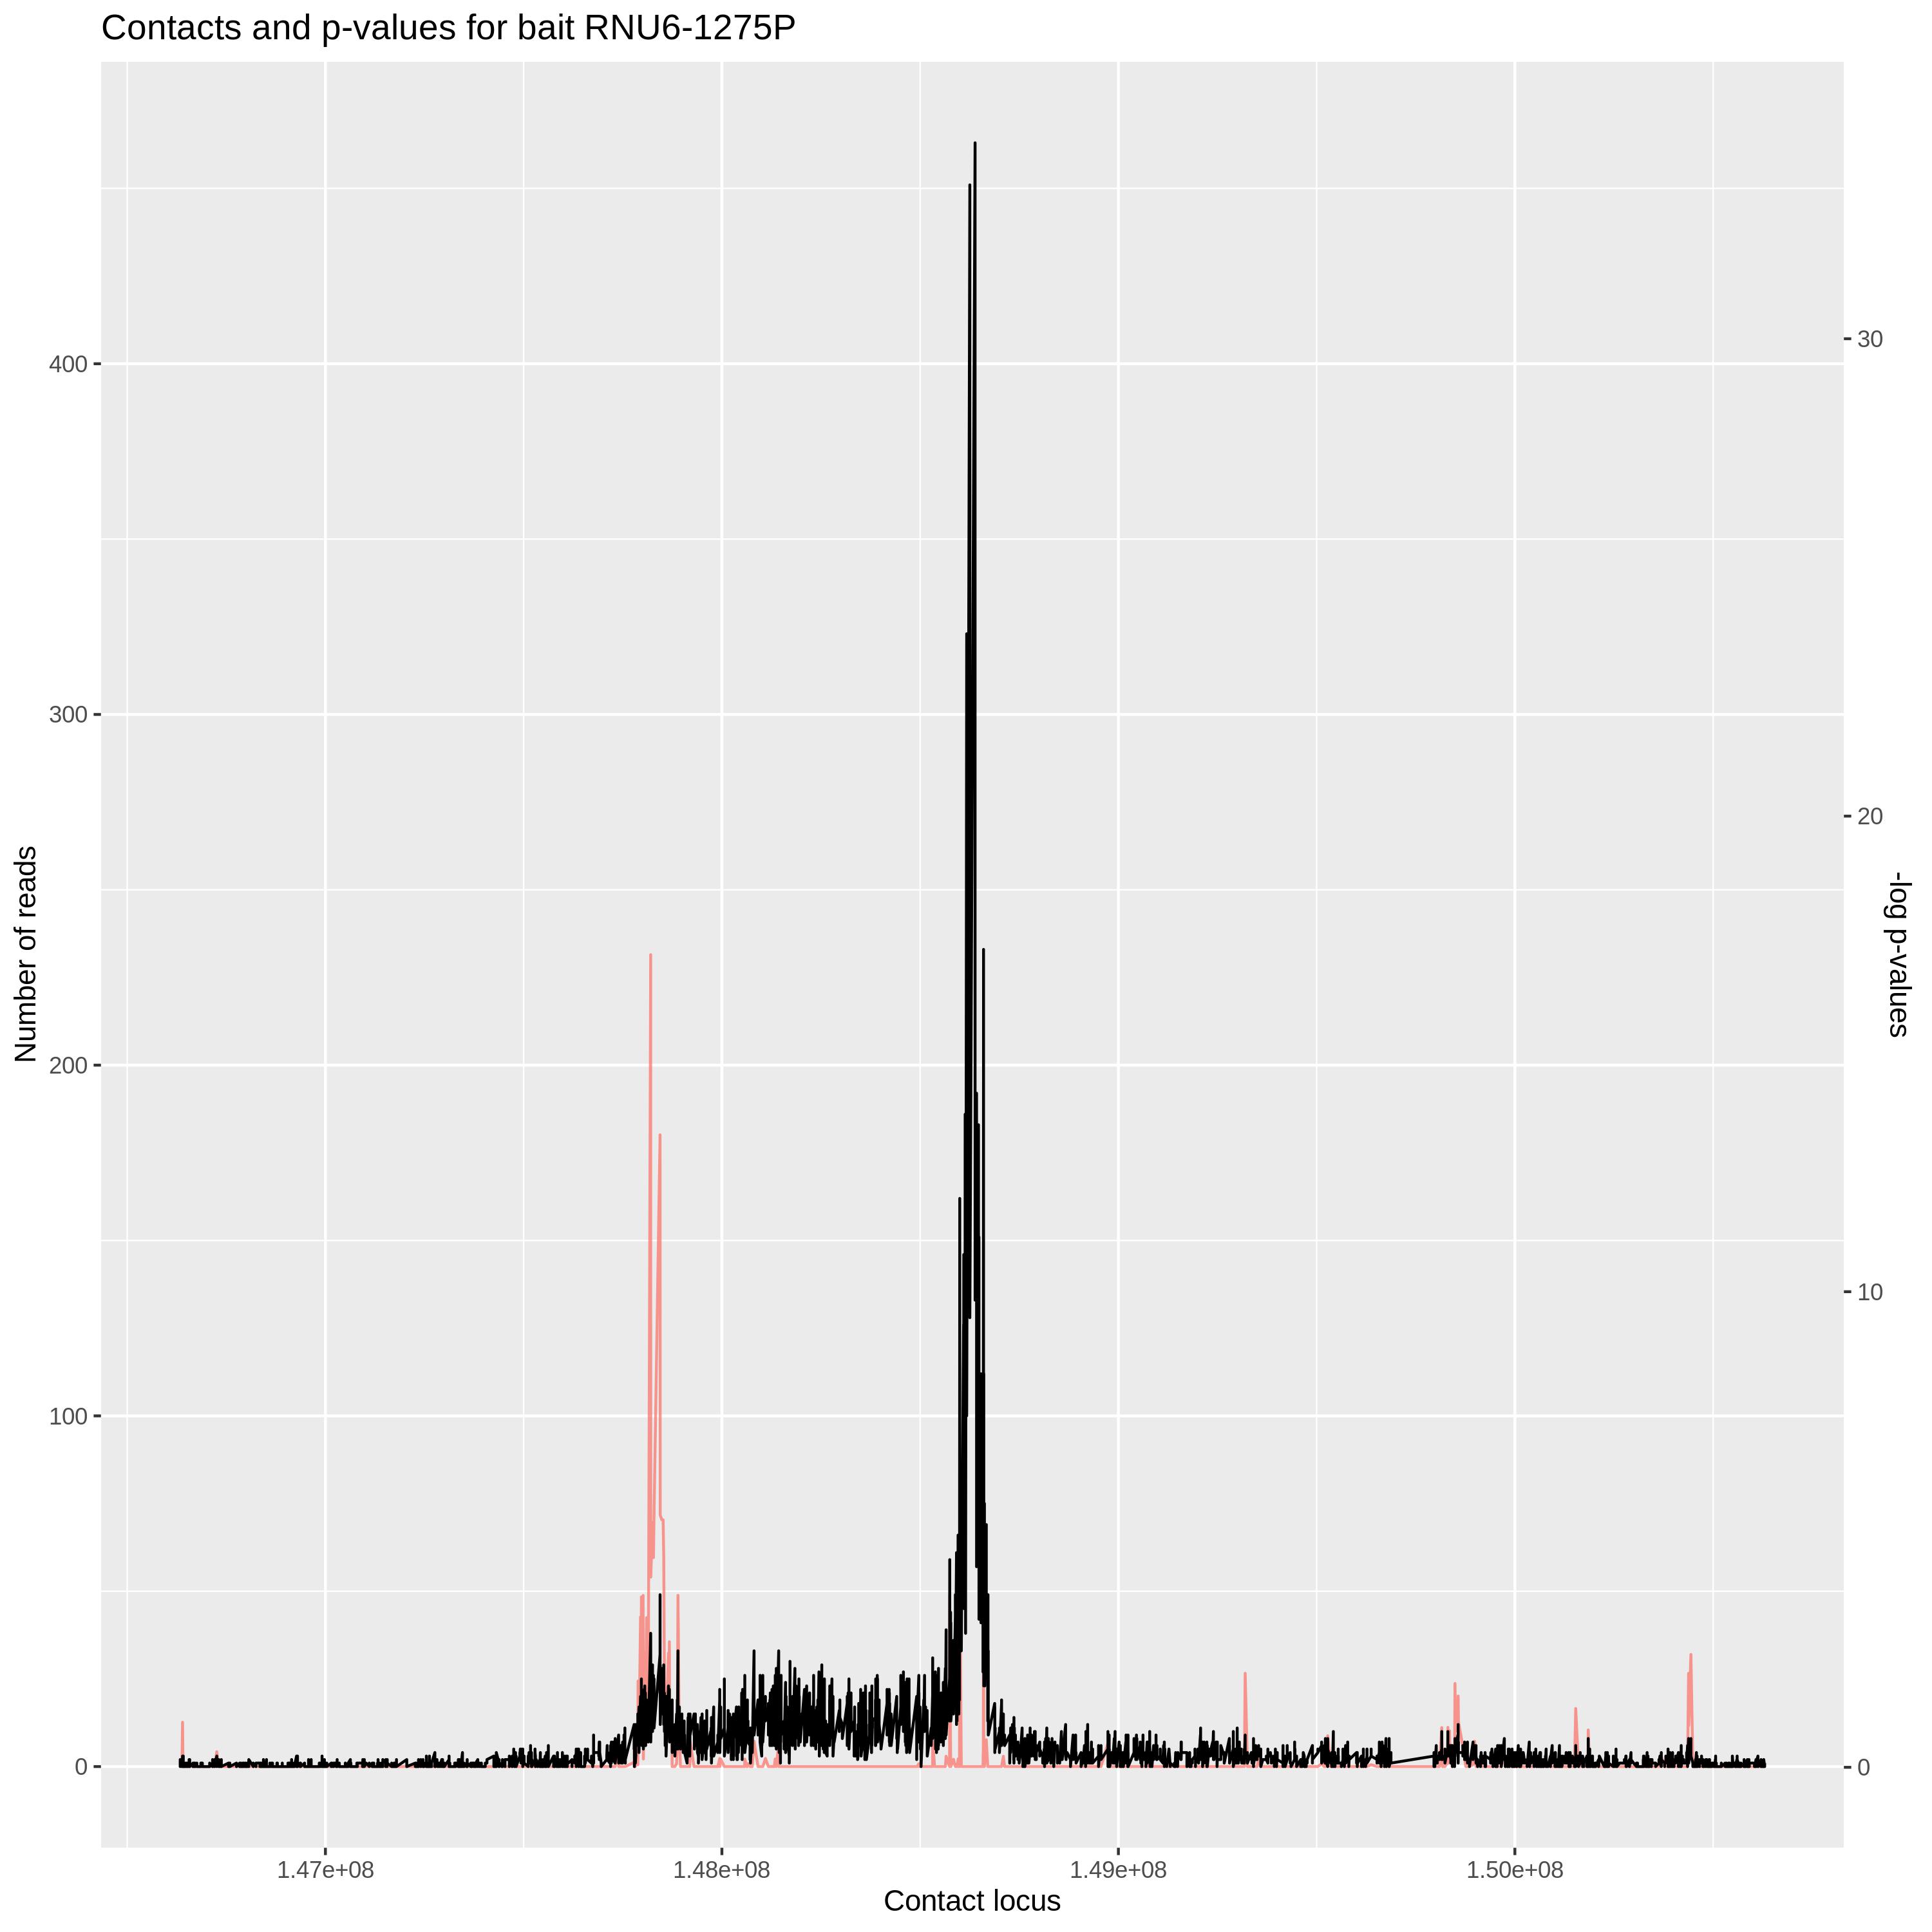 Contacts and p-values for bait RNU6-1275P
400
300
200
100
0
Number of reads
30
20
10
0
-log p-values
1.47e+08
1.48e+08
1.49e+08
1.50e+08
Contact locus